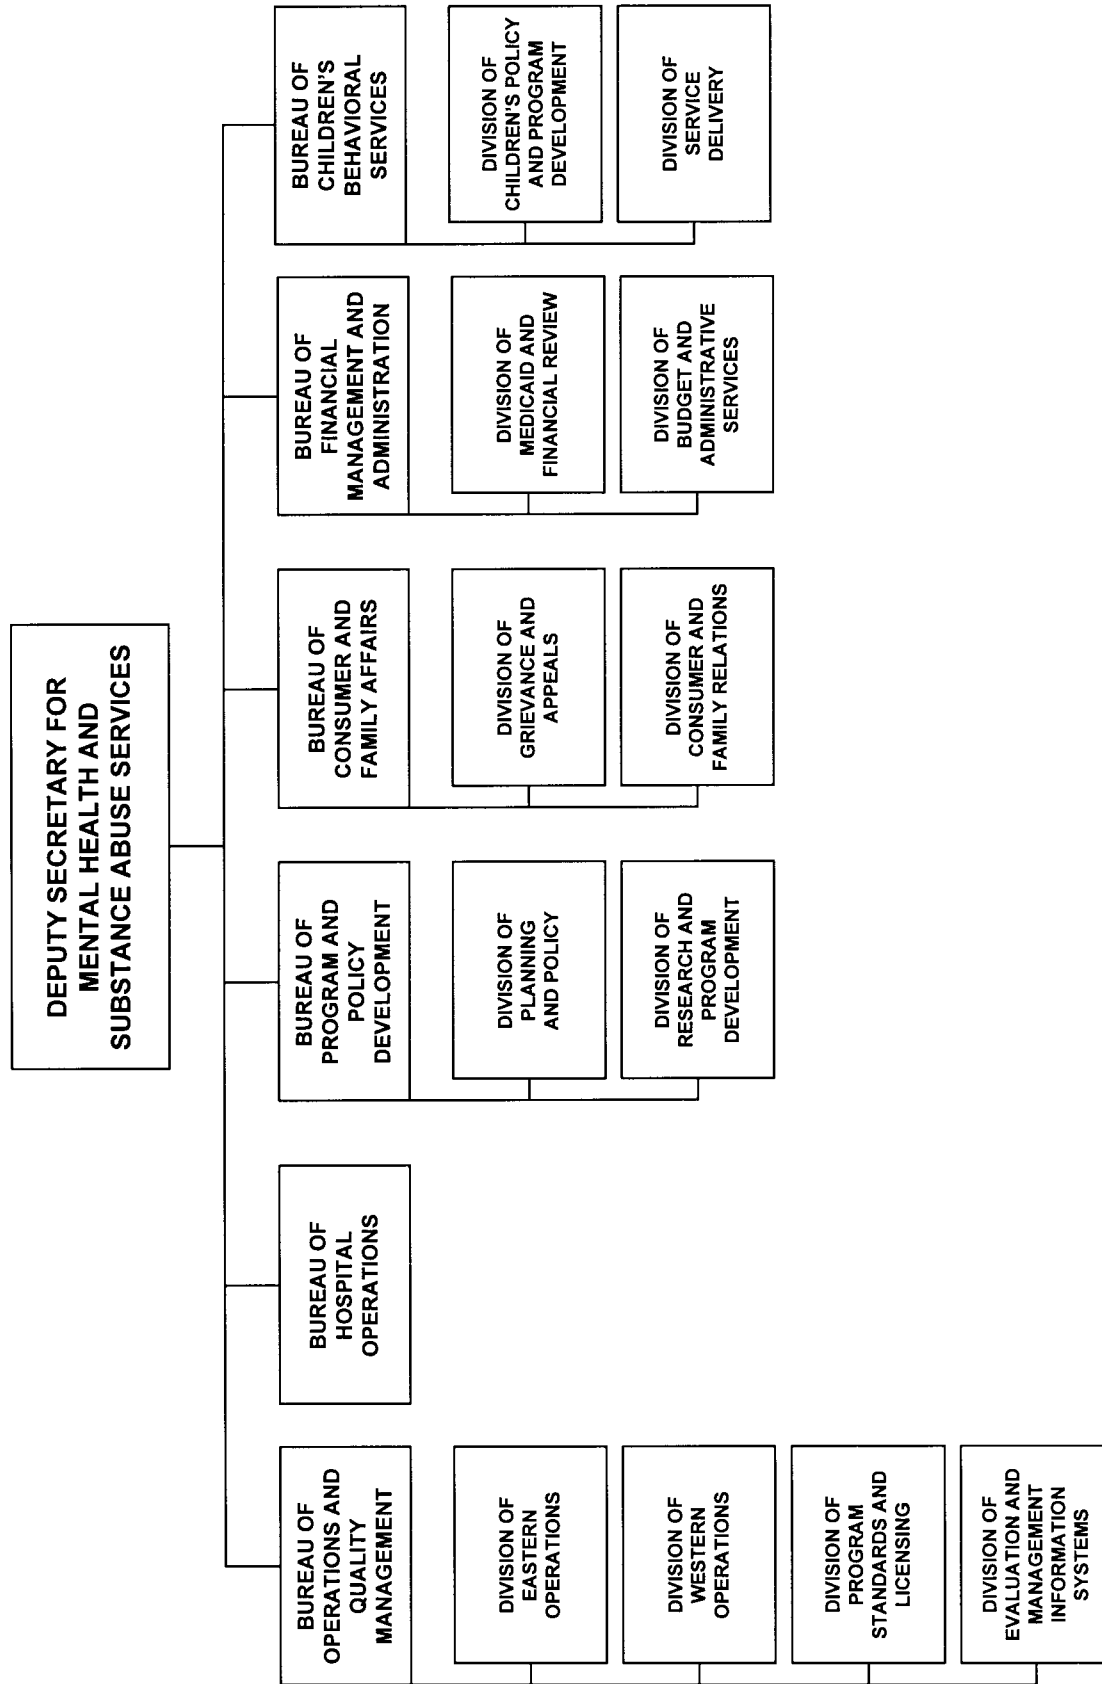 DEPUTY SECRETARY FOR
MENTAL HEALTH AND
SUBSTANCE ABUSE SERVICES
BUREAU OF
OPERATIONS AND
QUALITY
MANAGEMENT
DIVISION OF
EASTERN
OPERATIONS
DIVISION OF
WESTERN
OPERATIONS
DIVISION OF
PROGRAM
STANDARDS AND
LICENSING
DIVISION OF
EVALUATION AND
MANAGEMENT
INFORMATION
SYSTEMS
BUREAU OF
HOSPITAL
OPERATIONS
BUREAU OF
PROGRAM AND
POLICY
DEVELOPMENT
DIVISION OF
PLANNING
AND POLICY
DIVISION OF
RESEARCH AND
PROGRAM
DEVELOPMENT
BUREAU OF
CONSUMER AND
FAMILY AFFAIRS
DIVISION OF
GRIEVANCE AND
APPEALS
DIVISION OF
CONSUMER AND
FAMILY RELATIONS
BUREAU OF
FINANCIAL
MANAGEMENT AND
ADMINISTRATION
DIVISION OF
MEDICAID AND
FINANCIAL REVIEW
DIVISION OF
BUDGET AND
ADMINISTRATIVE
SERVICES
BUREAU OF
CHILDREN'S
BEHAVIORAL
SERVICES
DIVISION OF
CHILDREN'S POLICY
AND PROGRAM
DEVELOPMENT
DIVISION OF
SERVICE
DELIVERY